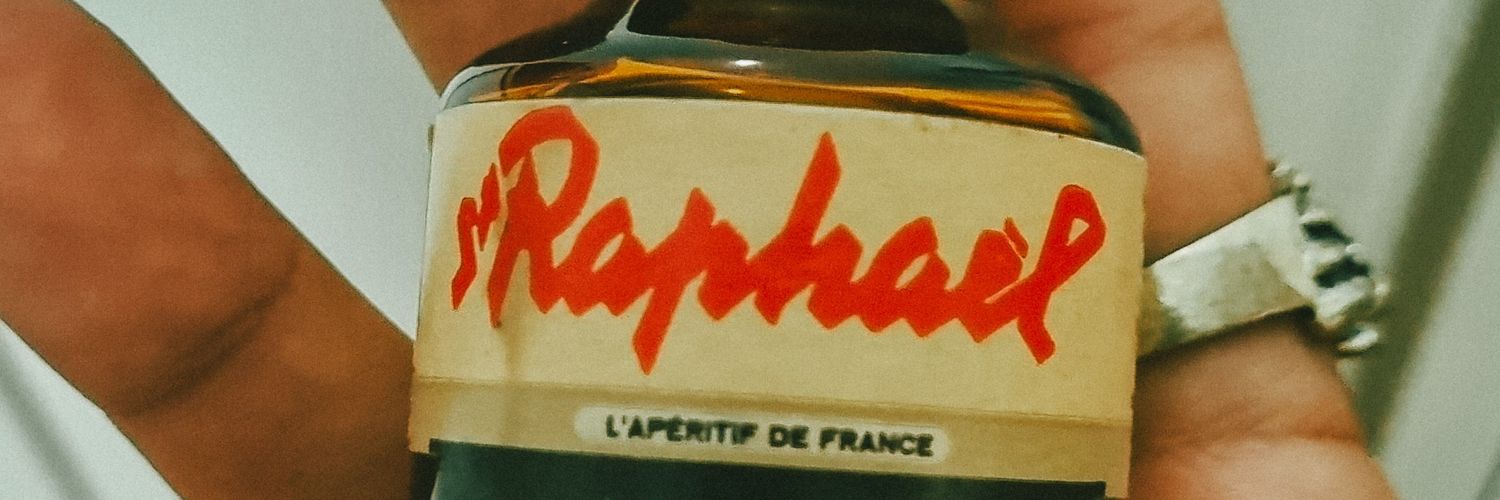 St Raphaël
L'APÉRITIF DE FRANCE